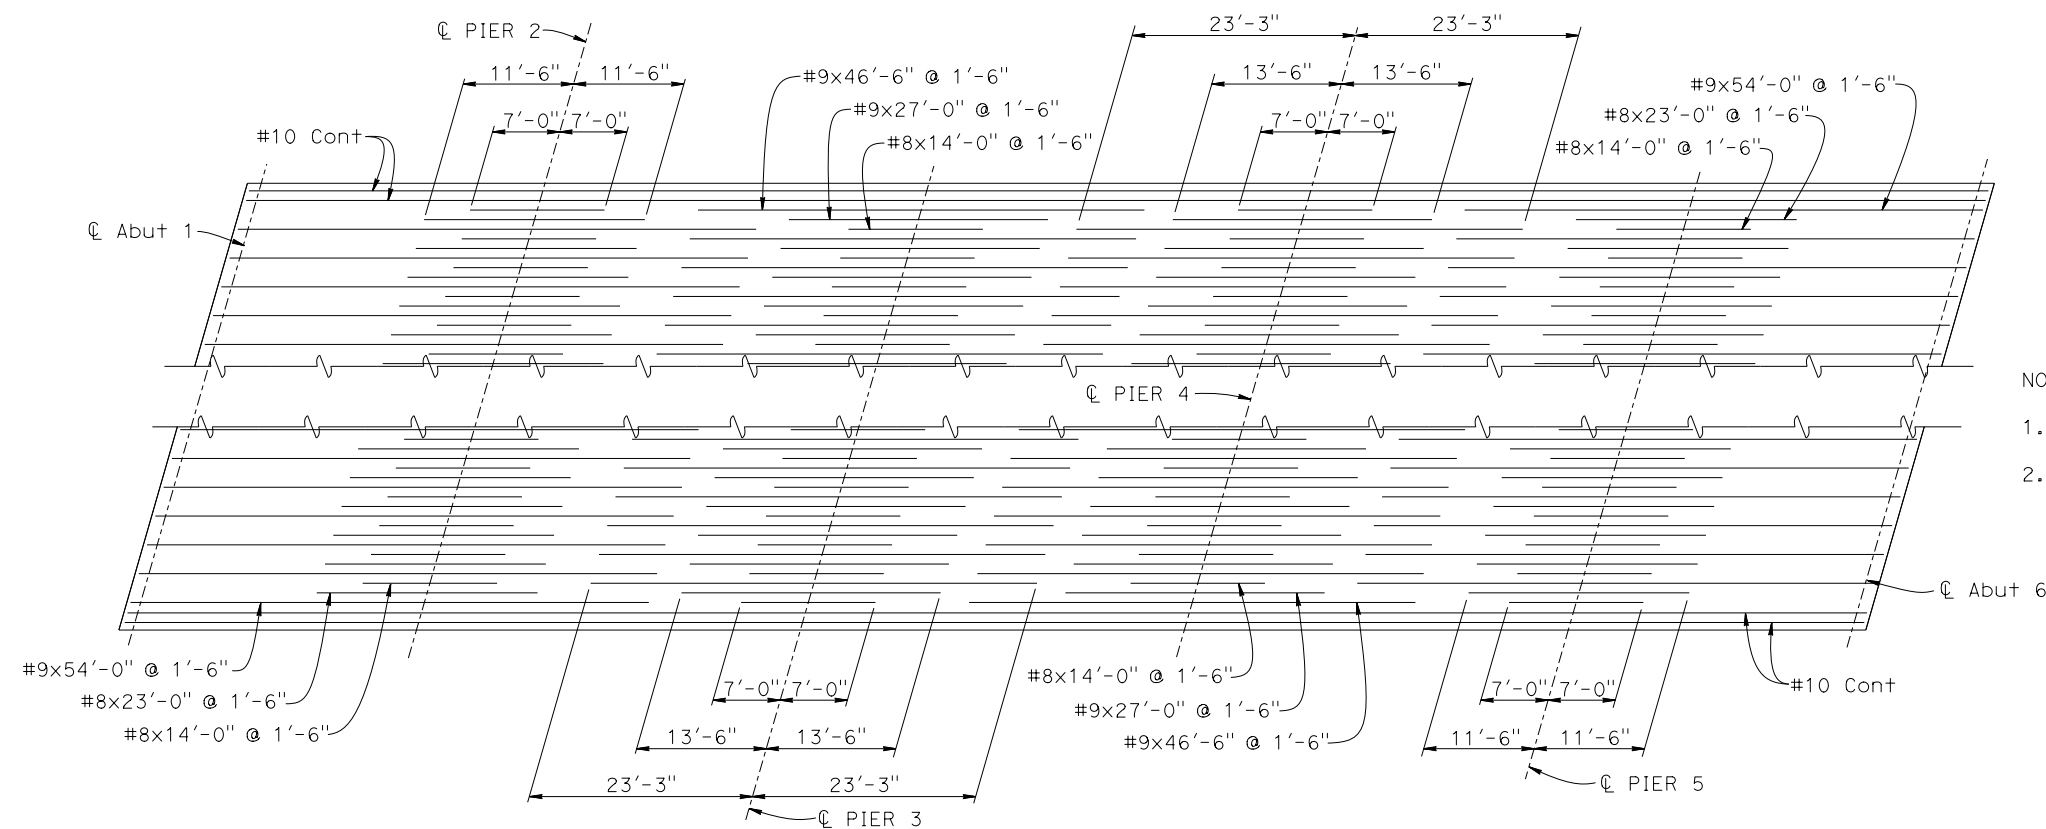 ℄ PIER 2
23'-3" 23'-3"
11'-6" 11'-6"
#9x46'-6" @ 1'-6"
13'-6" 13'-6"
#9x54'-0" @ 1'-6"
#9x27'-0" @ 1'-6"
#8x23'-0" @ 1'-6"
7'-0" 7'-0"
7'-0" 7'-0"
#10 Cont
#8x14'-0" @ 1'-6"
#8x14'-0" @ 1'-6"
℄ Abut 1
NO
℄ PIER 4
1.
2.
℄ Abut 6
#9x54'-0" @ 1'-6"
#8x14'-0" @ 1'-6"
#10 Cont
7'-0" 7'-0"
7'-0" 7'-0"
#8x23'-0" @ 1'-6"
#9x27'-0" @ 1'-6"
#8x14'-0" @ 1'-6"
13'-6" 13'-6"
#9x46'-6" @ 1'-6"
11'-6" 11'-6"
23'-3" 23'-3"
℄ PIER 5
℄ PIER 3